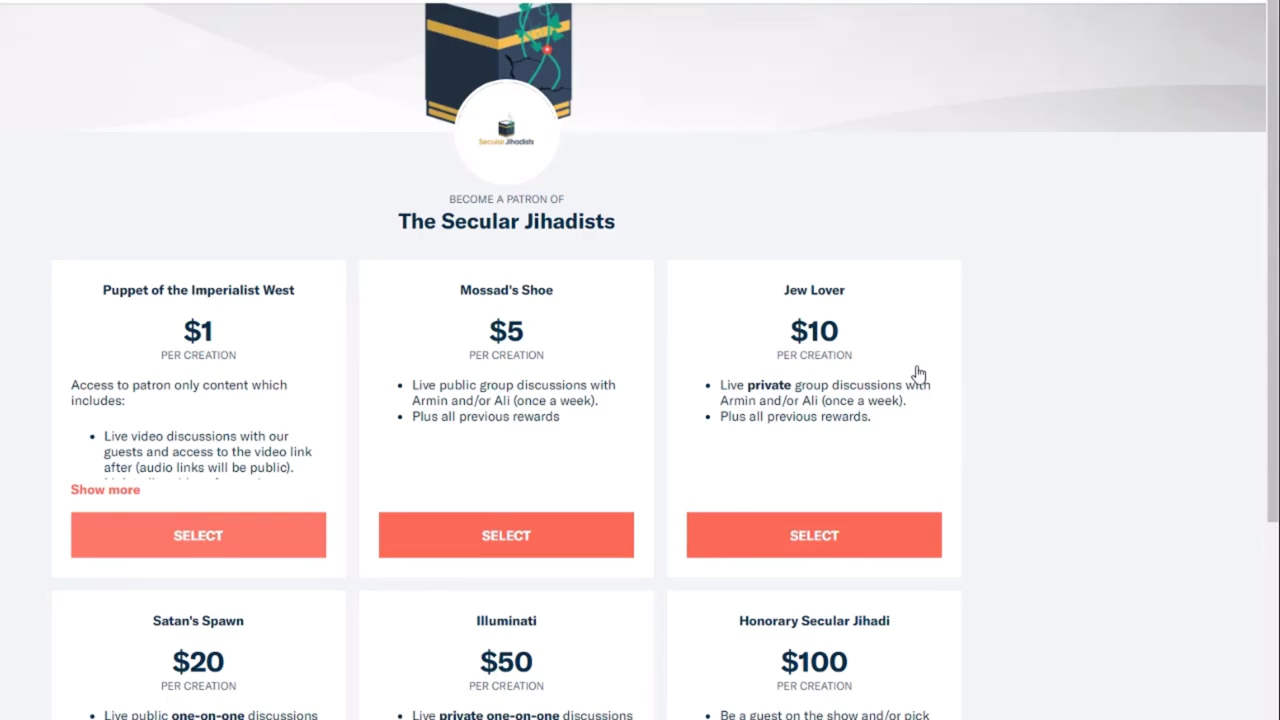 Secular Jihadists
BECOME A PATRON OF
The Secular Jihadists
Puppet of the Imperialist West
$1
PER CREATION
Access to patron only content which
includes:
• Live video discussions with our
guests and access to the video link
after (audio links will be public).
Show more
SELECT
Mossad's Shoe
$5
PER CREATION
• Live public group discussions with
Armin and/or Ali (once a week).
• Plus all previous rewards
SELECT
Jew Lover
$10
PER CREATION
• Live private group discussions with
Armin and/or Ali (once a week).
• Plus all previous rewards.
SELECT
Satan's Spawn
$20
PER CREATION
• Live public one-on-one discussions
Illuminati
$50
PER CREATION
• Live private one-on-one discussions
Honorary Secular Jihadi
$100
PER CREATION
• Be a guest on the show and/or pick